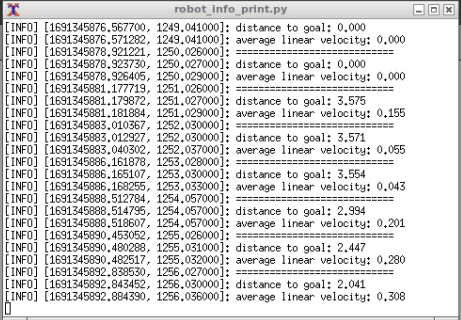 robot_info_print.py
[INFO] [1691345876.567700, 1249.041000]: distance to goal: 0.000
[INFO] [1691345876.571282, 1249.041000]: average linear velocity: 0.000
[INFO] [1691345878.921221, 1250.026000]: ==========================
[INFO] [1691345878.923730, 1250.027000]: distance to goal: 0.000
[INFO] [1691345878.926405, 1250.029000]: average linear velocity: 0.000
[INFO] [1691345881.177719, 1251.026000]: ==========================
[INFO] [1691345881.179872, 1251.027000]: distance to goal: 3.575
[INFO] [1691345881.181884, 1251.029000]: average linear velocity: 0.155
[INFO] [1691345883.010367, 1252.030000]: ==========================
[INFO] [1691345883.012927, 1252.030000]: distance to goal: 3.571
[INFO] [1691345883.040302, 1252.037000]: average linear velocity: 0.055
[INFO] [1691345886.161878, 1253.028000]: ==========================
[INFO] [1691345886.165107, 1253.030000]: distance to goal: 3.554
[INFO] [1691345886.168255, 1253.033000]: average linear velocity: 0.043
[INFO] [1691345888.512784, 1254.057000]: ==========================
[INFO] [1691345888.514795, 1254.057000]: distance to goal: 2.994
[INFO] [1691345888.518607, 1254.057000]: average linear velocity: 0.201
[INFO] [1691345890.453052, 1255.026000]: ==========================
[INFO] [1691345890.480288, 1255.031000]: distance to goal: 2.447
[INFO] [1691345890.482517, 1255.032000]: average linear velocity: 0.280
[INFO] [1691345892.838530, 1256.027000]: ==========================
[INFO] [1691345892.843452, 1256.030000]: distance to goal: 2.041
[INFO] [1691345892.884390, 1256.036000]: average linear velocity: 0.308